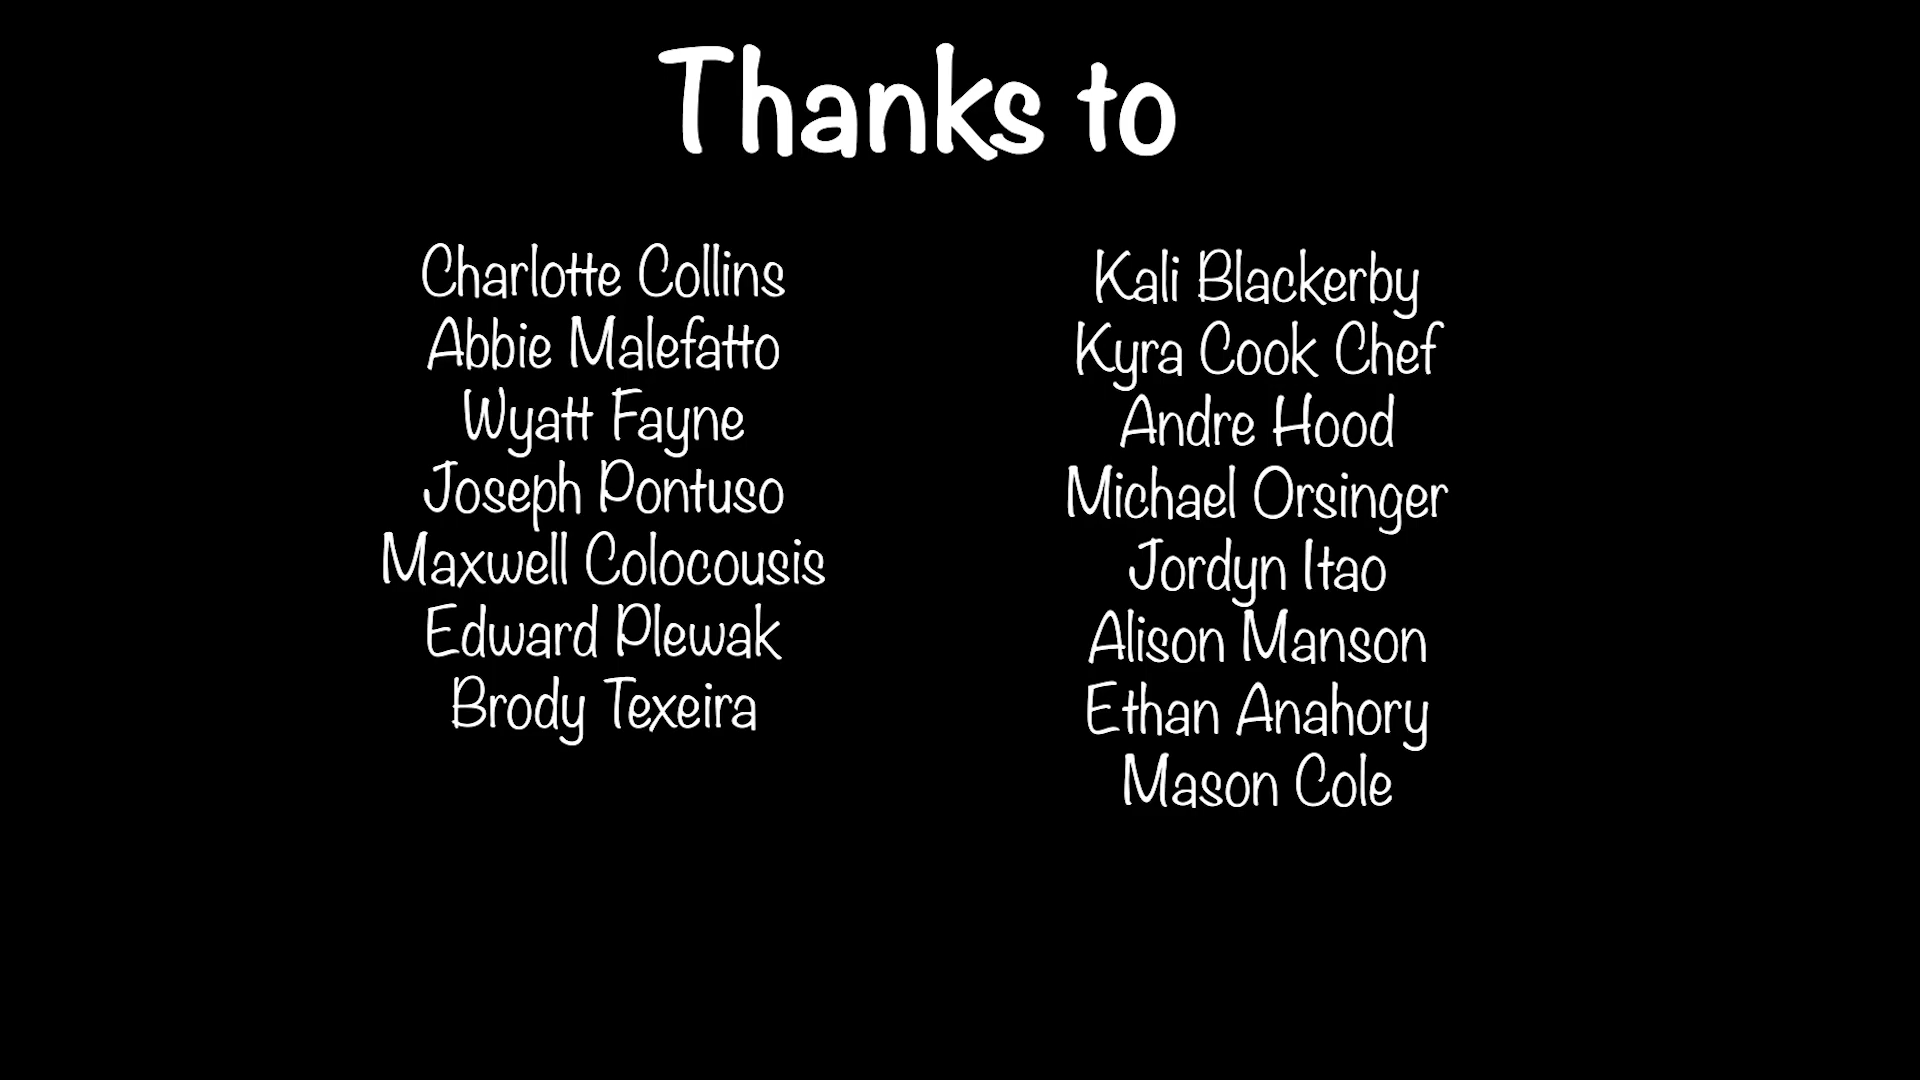 Thanks to
Charlotte Collins
Abbie Malefatto
Wyatt Fayne
Joseph Pontuso
Maxwell Colocousis
Edward Plewak
Brody Texeira
Kali Blackerby
Kyra Cook Chef
Andre Hood
Michael Orsinger
Jordyn Itao
Alison Manson
Ethan Anahory
Mason Cole